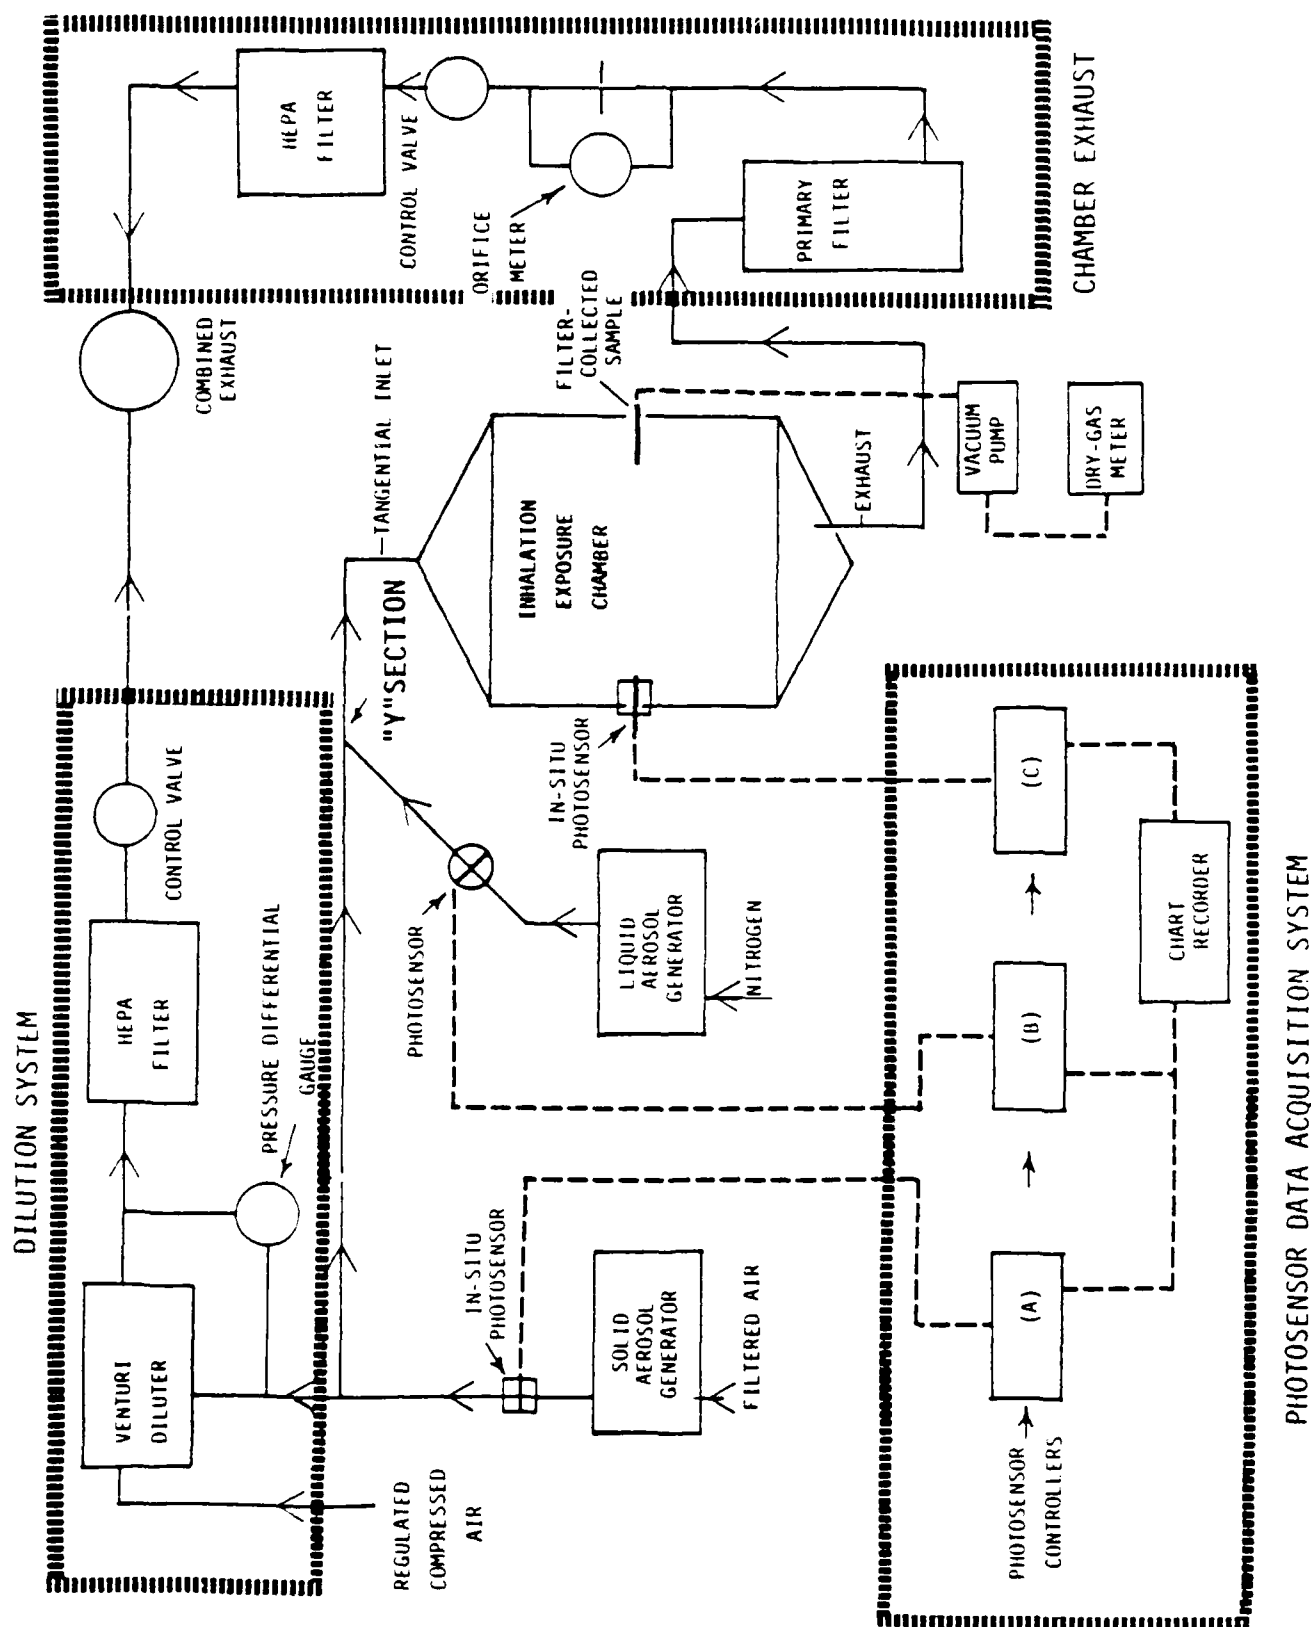 DILUTION SYSTEM
VENTURI
DILUTER
HEPA
FILTER
CONTROL VALVE
PRESSURE DIFFERENTIAL
GAUGE
REGULATED
COMPRESSED
AIR
COMBINED
EXHAUST
HEPA
FILTER
CONTROL VALVE
ORIFICE
METER
PRIMARY
FILTER
CHAMBER EXHAUST
TANGENTIAL INLET
"Y"SECTION
IN-SITU
PHOTOSENSOR
SOLID
AEROSOL
GENERATOR
FILTERED AIR
PHOTOSENSOR
LIQUID
AEROSOL
GENERATOR
NITROGEN
IN-SITU
PHOTOSENSOR
INHALATION
EXPOSURE
CHAMBER
FILTER-
COLLECTED
SAMPLE
EXHAUST
VACUUM
PUMP
DRY-GAS
METER
PHOTOSENSOR
CONTROLLERS
(A)
(B)
(C)
CHART
RECORDER
PHOTOSENSOR DATA ACQUISITION SYSTEM